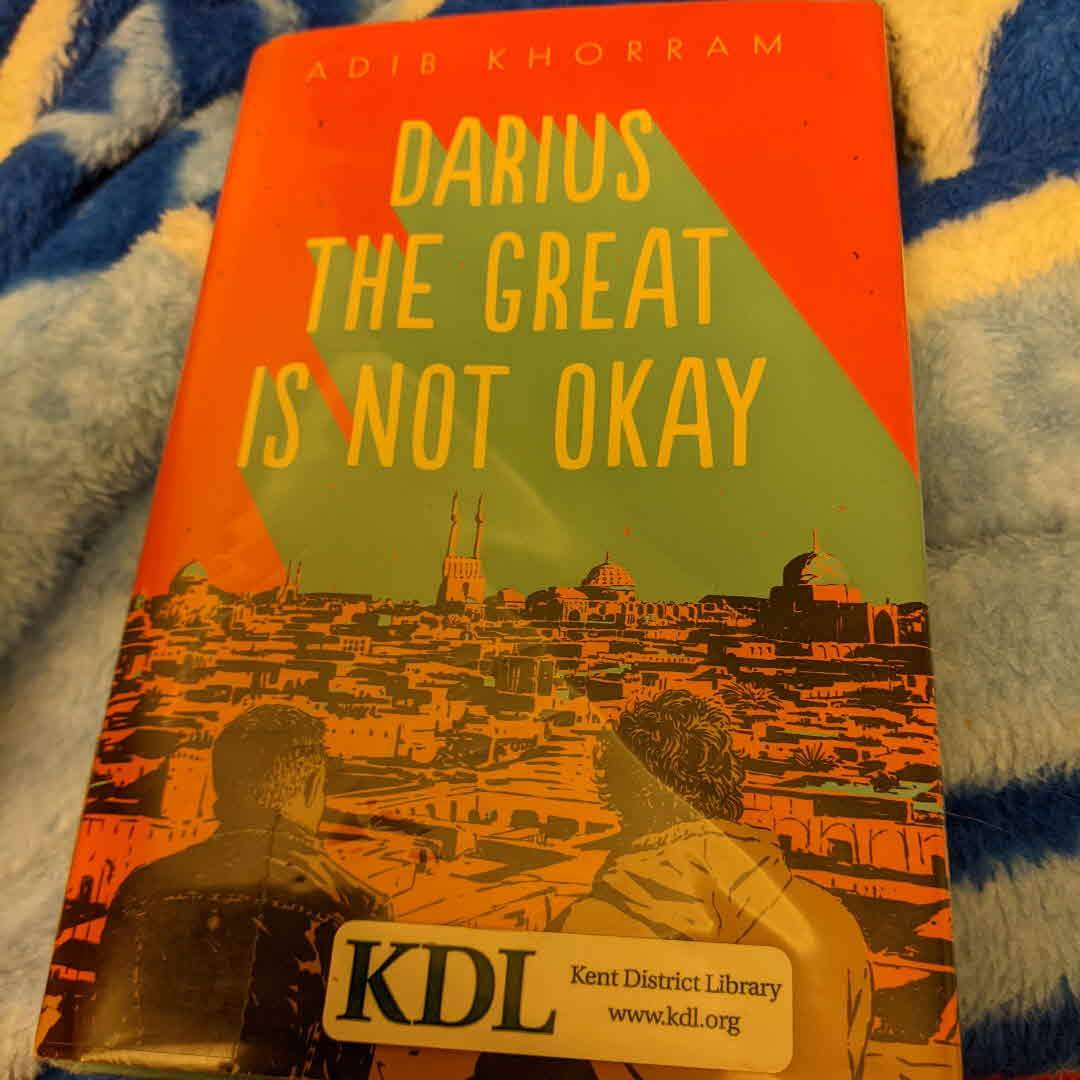 ADIB KHORRAM
DARIUS
THE GREAT
IS NOT OKAY
KDL
Kent District Library
www.kdl.org